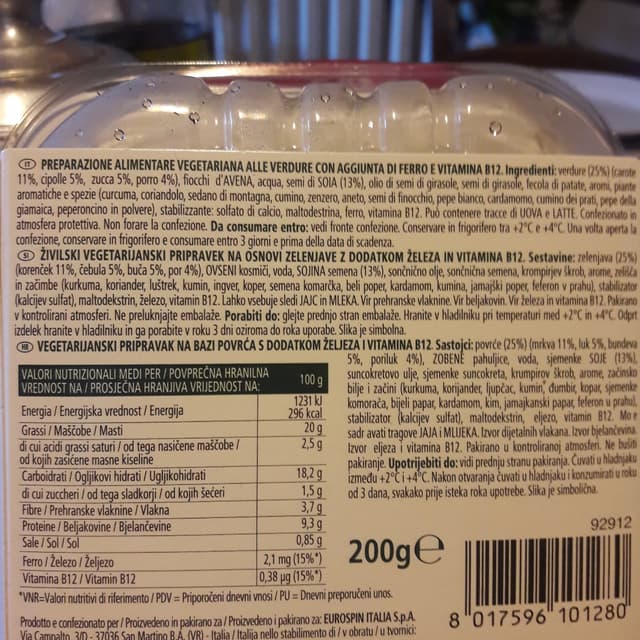 IT PREPARAZIONE ALIMENTARE VEGETARIANA ALLE VERDURE CON AGGIUNTA DI FERRO E VITAMINA B12. Ingredienti: verdure (25%) (carote
11%, cipolle 5%, zucca 5%, porro 4%), fiocchi d'AVENA, acqua, semi di SOIA (13%), olio di semi di girasole, semi di girasole, fecola di patate, aromi, piante
aromatiche e spezie (curcuma, coriandolo, sedano di montagna, cumino, zenzero, aneto, semi di finocchio, pepe bianco, cardamomo, cumino dei prati, pepe della
giamaica, peperoncino in polvere), stabilizzante: solfato di calcio, maltodestrina, ferro, vitamina B12. Può contenere tracce di UOVA e LATTE. Confezionato in
atmosfera protettiva. Non forare la confezione. Da consumare entro: vedi fronte confezione. Conservare in frigorifero tra +2°C e +4°C. Una volta aperta la
confezione, conservare in frigorifero e consumare entro 3 giorni e prima della data di scadenza.
SI ŽIVILSKI VEGETARIJANSKI PRIPRAVEK NA OSNOVI ZELENJAVE Z DODATKOM ŽELEZA IN VITAMINA B12. Sestavine: zelenjava (25%)
(korenček 11%, čebula 5%, buča 5%, por 4%), OVSENI kosmiči, voda, SOJINA semena (13%), sončnično olje, sončnična semena, krompirjev škrob, arome, zelišča
in začimbe (kurkuma, koriander, luštrek, kumin, ingver, koper, semena komarčka, beli poper, kardamom, kumina, jamajški poper, feferon v prahu), stabilizator
(kalcijev sulfat), maltodekstrin, železo, vitamin B12. Lahko vsebuje sledi JAJC in MLEKA. Vir prehranske vlaknine. Vir beljakovin. Vir železa in vitamina B12. Pakirano
v kontrolirani atmosferi. Ne preluknjajte embalaže. Porabiti do: glejte prednjo stran embalaže. Hranite v hladilniku pri temperaturi med +2°C in +4°C. Odprt
izdelek hranite v hladilniku in ga porabite v roku 3 dni oziroma do roka uporabe. Slika je simbolna.
HR VEGETARIJANSKI PRIPRAVAK NA BAZI POVRĆA S DODATKOM ŽELJEZA I VITAMINA B12. Sastojci: povrće (25%) (mrkva 11%, luk 5%, bundeva
5%, poriluk 4%), ZOBENE pahuljice, voda, sjemenke SOJE (13%),
suncokretovo ulje, sjemenke suncokreta, krumpirov škrob, arome, začinsko
bilje i začini (kurkuma, korijander, ljupčac, kumin, đumbir, kopar, sjemenke
komorača, bijeli papar, kardamom, kim, jamajkanski papar, feferon u prahu),
stabilizator (kalcijev sulfat), maltodekstrin, eljezo, vitamin B12. Mo e
sadr avati tragove JAJA i MLIJEKA. Izvor dijetalnih vlakana. Izvor bjelančevina.
Izvor eljeza i vitamina B12. Pakirano u kontroliranoj atmosferi. Ne bušiti
pakiranje. Upotrijebiti do: vidi prednju stranu pakiranja. Čuvati u hladnjaku
između +2°C i +4°C. Nakon otvaranja čuvati u hladnjaku i konzumirati u roku
od 3 dana, svakako prije isteka roka upotrebe. Slika je simbolična.
VALORI NUTRIZIONALI MEDI PER / POVPREČNA HRANILNA
VREDNOST NA / PROSJEČNA HRANJIVA VRIJEDNOST NA: 100 g
Energia / Energijska vrednost / Energija 1231 kJ
296 kcal
Grassi / Maščobe / Masti 20 g
di cui acidi grassi saturi / od tega nasičene maščobe /
od kojih zasićene masne kiseline 2,5 g
Carboidrati / Ogljikovi hidrati / Ugljikohidrati 18,2 g
di cui zuccheri / od tega sladkorji / od kojih šećeri 1,5 g
Fibre / Prehranske vlaknine / Vlakna 3,7 g
Proteine / Beljakovine / Bjelančevine 9,3 g
Sale / Sol / Sol 0,85 g
Ferro / Železo / Željezo 2,1 mg (15%*)
Vitamina B12 / Vitamin B12 0,38 µg (15%*)
*VNR=Valori nutritivi di riferimento / PDV = Priporočeni dnevni vnosi / PU = Dnevni preporučeni unos.
200g e
92912
8 017596 101280
Prodotto e confezionato per / Proizvedeno in pakirano za / Proizvedeno i pakirano za: EUROSPIN ITALIA S.p.A.
Via Campalto, 3/D - 37036 San Martino B.A. (VR) - Italia / Italija nello stabilimento di / v obratu / u tvornici: